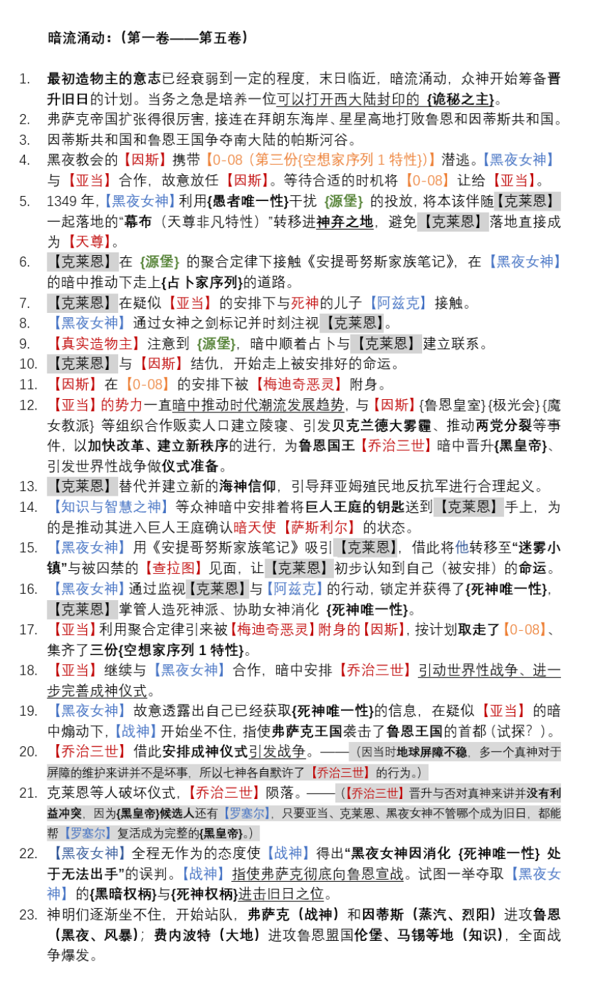 暗流涌动：（第一卷——第五卷）
1. 最初造物主的意志已经衰弱到一定的程度，末日临近，暗流涌动，众神开始筹备晋
升旧日的计划。当务之急是培养一位可以打开西大陆封印的 {诡秘之主}。
2. 弗萨克帝国扩张得很厉害，接连在拜朗东海岸、星星高地打败鲁恩和因蒂斯共和国。
3. 因蒂斯共和国和鲁恩王国争夺南大陆的帕斯河谷。
4. 黑夜教会的【因斯】携带【0-08（第三份{空想家序列 1 特性}）】潜逃。【黑夜女神】
与【亚当】合作，故意放任【因斯】。等待合适的时机将【0-08】让给【亚当】。
5. 1349 年，【黑夜女神】利用{愚者唯一性}干扰 {源堡} 的投放，将本该伴随【克莱恩】
一起落地的“幕布（天尊非凡特性）”转移进神弃之地，避免【克莱恩】落地直接成
为【天尊】。
6. 【克莱恩】在 {源堡} 的聚合定律下接触《安提哥努斯家族笔记》，在【黑夜女神】
的暗中推动下走上{占卜家序列}的道路。
7. 【克莱恩】在疑似【亚当】的安排下与死神的儿子【阿兹克】接触。
8. 【黑夜女神】通过女神之剑标记并时刻注视【克莱恩】。
9. 【真实造物主】注意到 {源堡}，暗中顺着占卜与【克莱恩】建立联系。
10. 【克莱恩】与【因斯】结仇，开始走上被安排好的命运。
11. 【因斯】在【0-08】的安排下被【梅迪奇恶灵】附身。
12. 【亚当】的势力一直暗中推动时代潮流发展趋势，与【因斯】{鲁恩皇室}{极光会}{魔
女教派} 等组织合作贩卖人口建立陵寝、引发贝克兰德大雾霾、推动两党分裂等事
件，以加快改革、建立新秩序的进行，为鲁恩国王【乔治三世】暗中晋升{黑皇帝}、
引发世界性战争做仪式准备。
13. 【克莱恩】替代并建立新的海神信仰，引导拜亚姆殖民地反抗军进行合理起义。
14. 【知识与智慧之神】等众神暗中安排着将巨人王庭的钥匙送到【克莱恩】手上，为
的是推动其进入巨人王庭确认暗天使【萨斯利尔】的状态。
15. 【黑夜女神】用《安提哥努斯家族笔记》吸引【克莱恩】，借此将他转移至“迷雾小
镇”与被囚禁的【查拉图】见面，让【克莱恩】初步认知到自己（被安排）的命运。
16. 【黑夜女神】通过监视【克莱恩】与【阿兹克】的行动，锁定并获得了{死神唯一性}，
【克莱恩】掌管人造死神派、协助女神消化 {死神唯一性}。
17. 【亚当】利用聚合定律引来被【梅迪奇恶灵】附身的【因斯】，按计划取走了【0-08】、
集齐了三份{空想家序列 1 特性}。
18. 【亚当】继续与【黑夜女神】合作，暗中安排【乔治三世】引动世界性战争、进一
步完善成神仪式。
19. 【黑夜女神】故意透露出自己已经获取{死神唯一性}的信息，在疑似【亚当】的暗
中煽动下，【战神】开始坐不住，指使弗萨克王国袭击了鲁恩王国的首都（试探？）。
20. 【乔治三世】借此安排成神仪式引发战争。——（因当时地球屏障不稳，多一个真神对于
屏障的维护来讲并不是坏事，所以七神各自默许了【乔治三世】的行为。）
21. 克莱恩等人破坏仪式，【乔治三世】陨落。——（【乔治三世】晋升与否对真神来讲并没有利
益冲突，因为{黑皇帝}候选人还有【罗塞尔】，只要亚当、克莱恩、黑夜女神不管哪个成为旧日，都能
帮【罗塞尔】复活成为完整的{黑皇帝}。）
22. 【黑夜女神】全程无作为的态度使【战神】得出“黑夜女神因消化 {死神唯一性} 处
于无法出手”的误判。【战神】指使弗萨克彻底向鲁恩宣战。试图一举夺取【黑夜女
神】的{黑暗权柄}与{死神权柄}进击旧日之位。
23. 神明们逐渐坐不住，开始站队，弗萨克（战神）和因蒂斯（蒸汽、烈阳）进攻鲁恩
（黑夜、风暴）；费内波特（大地）进攻鲁恩盟国伦堡、马锡等地（知识），全面战
争爆发。